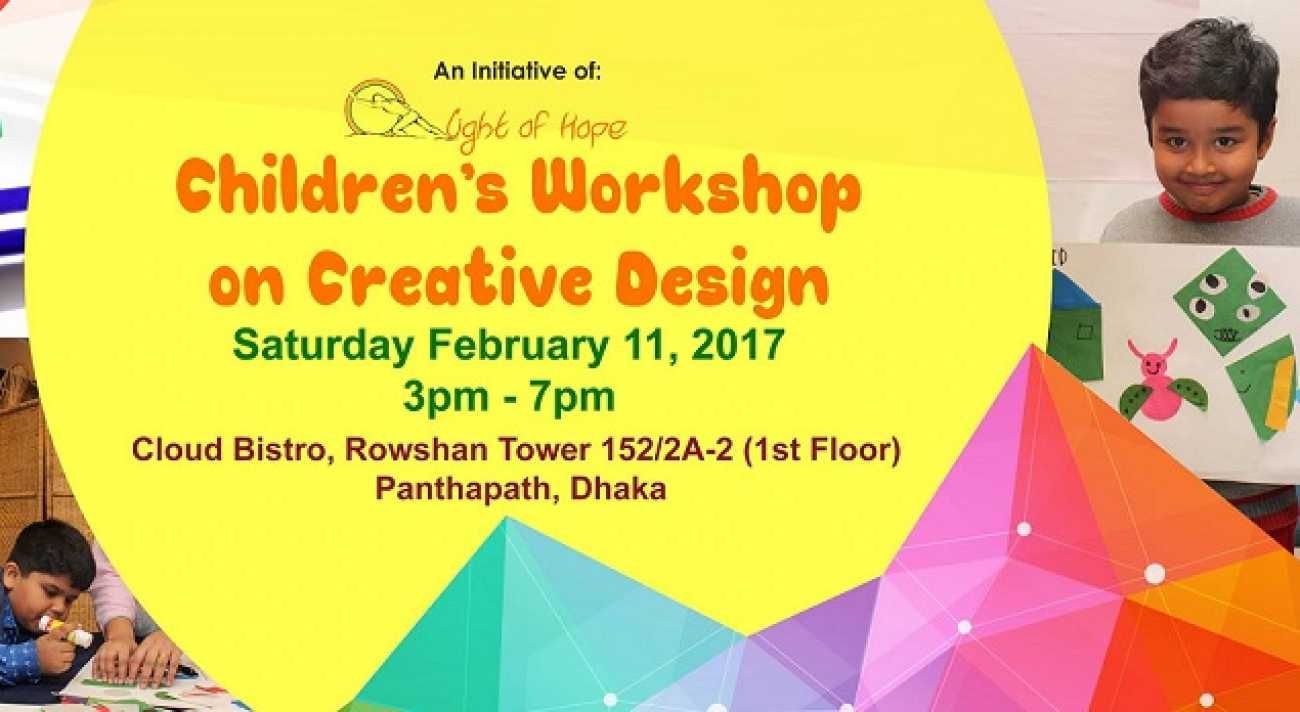 An Initiative of:
Light of Hope
Children's Workshop
on Creative Design
Saturday February 11, 2017
3pm - 7pm
Cloud Bistro, Rowshan Tower 152/2A-2 (1st Floor)
Panthapath, Dhaka